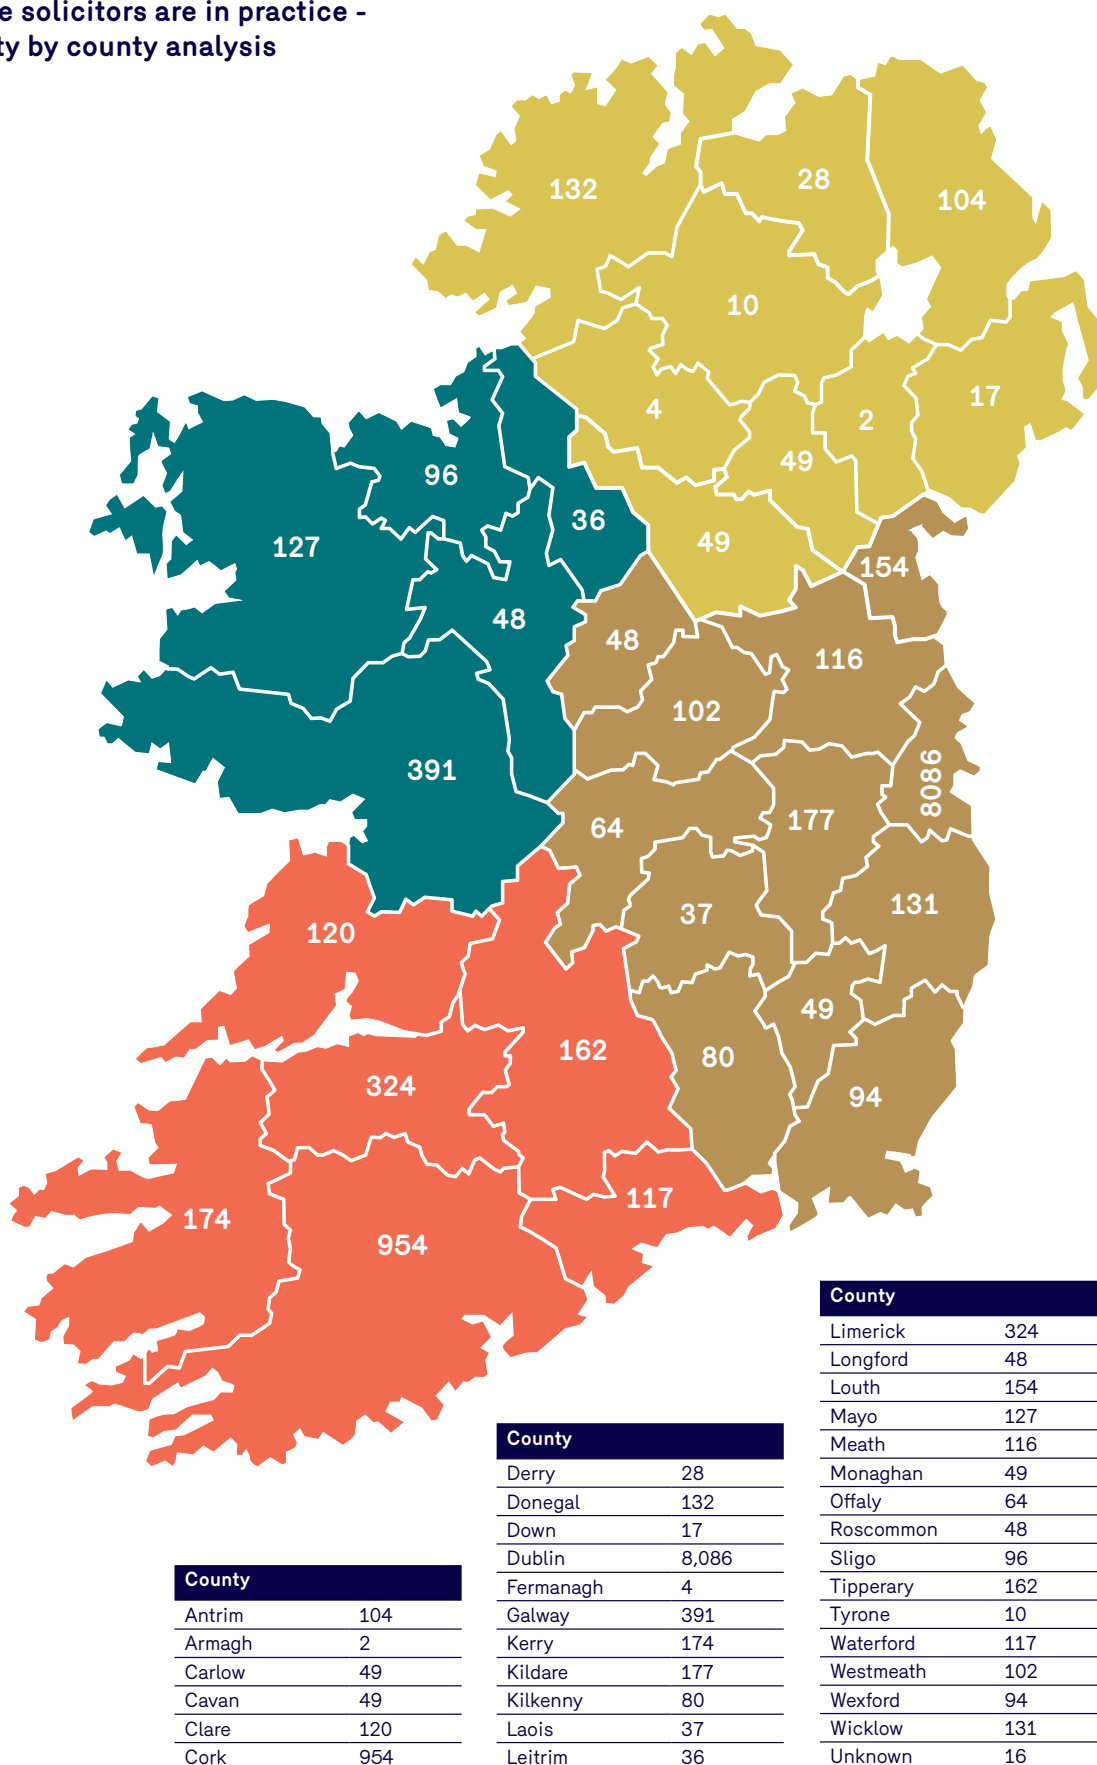 e solicitors are in practice -
ty by county analysis
132
28
104
10
4
2
17
49
96
36
49
127
154
48
48
116
102
391
8086
64
177
37
131
120
49
162
80
324
94
117
174
954
County
Antrim 104
Armagh 2
Carlow 49
Cavan 49
Clare 120
Cork 954
County
Derry 28
Donegal 132
Down 17
Dublin 8,086
Fermanagh 4
Galway 391
Kerry 174
Kildare 177
Kilkenny 80
Laois 37
Leitrim 36
County
Limerick 324
Longford 48
Louth 154
Mayo 127
Meath 116
Monaghan 49
Offaly 64
Roscommon 48
Sligo 96
Tipperary 162
Tyrone 10
Waterford 117
Westmeath 102
Wexford 94
Wicklow 131
Unknown 16